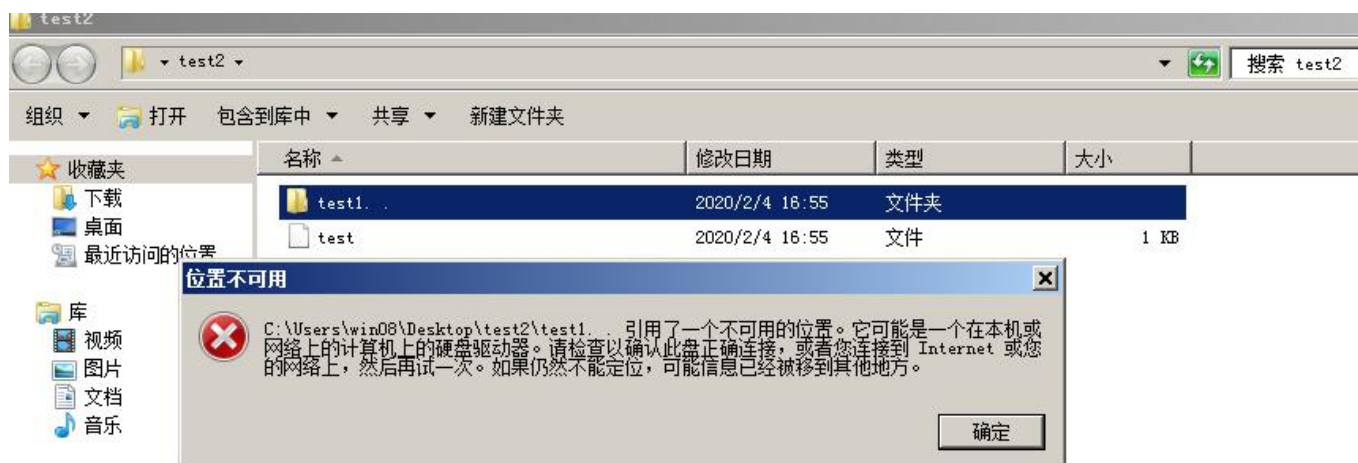 test2
test2
搜索 test2
组织 打开 包含到库中 共享 新建文件夹
名称 修改日期 类型 大小
收藏夹
下载
桌面
最近访问的位置
库
视频
图片
文档
音乐
test1. . 2020/2/4 16:55 文件夹
test 2020/2/4 16:55 文件 1 KB
位置不可用
C:\Users\win08\Desktop\test2\test1. . 引用了一个不可用的位置。它可能是一个在本机或
网络上的计算机上的硬盘驱动器。请检查以确认此盘正确连接，或者您连接到 Internet 或您
的网络上，然后再试一次。如果仍然不能定位，可能信息已经被移到其他地方。
确定